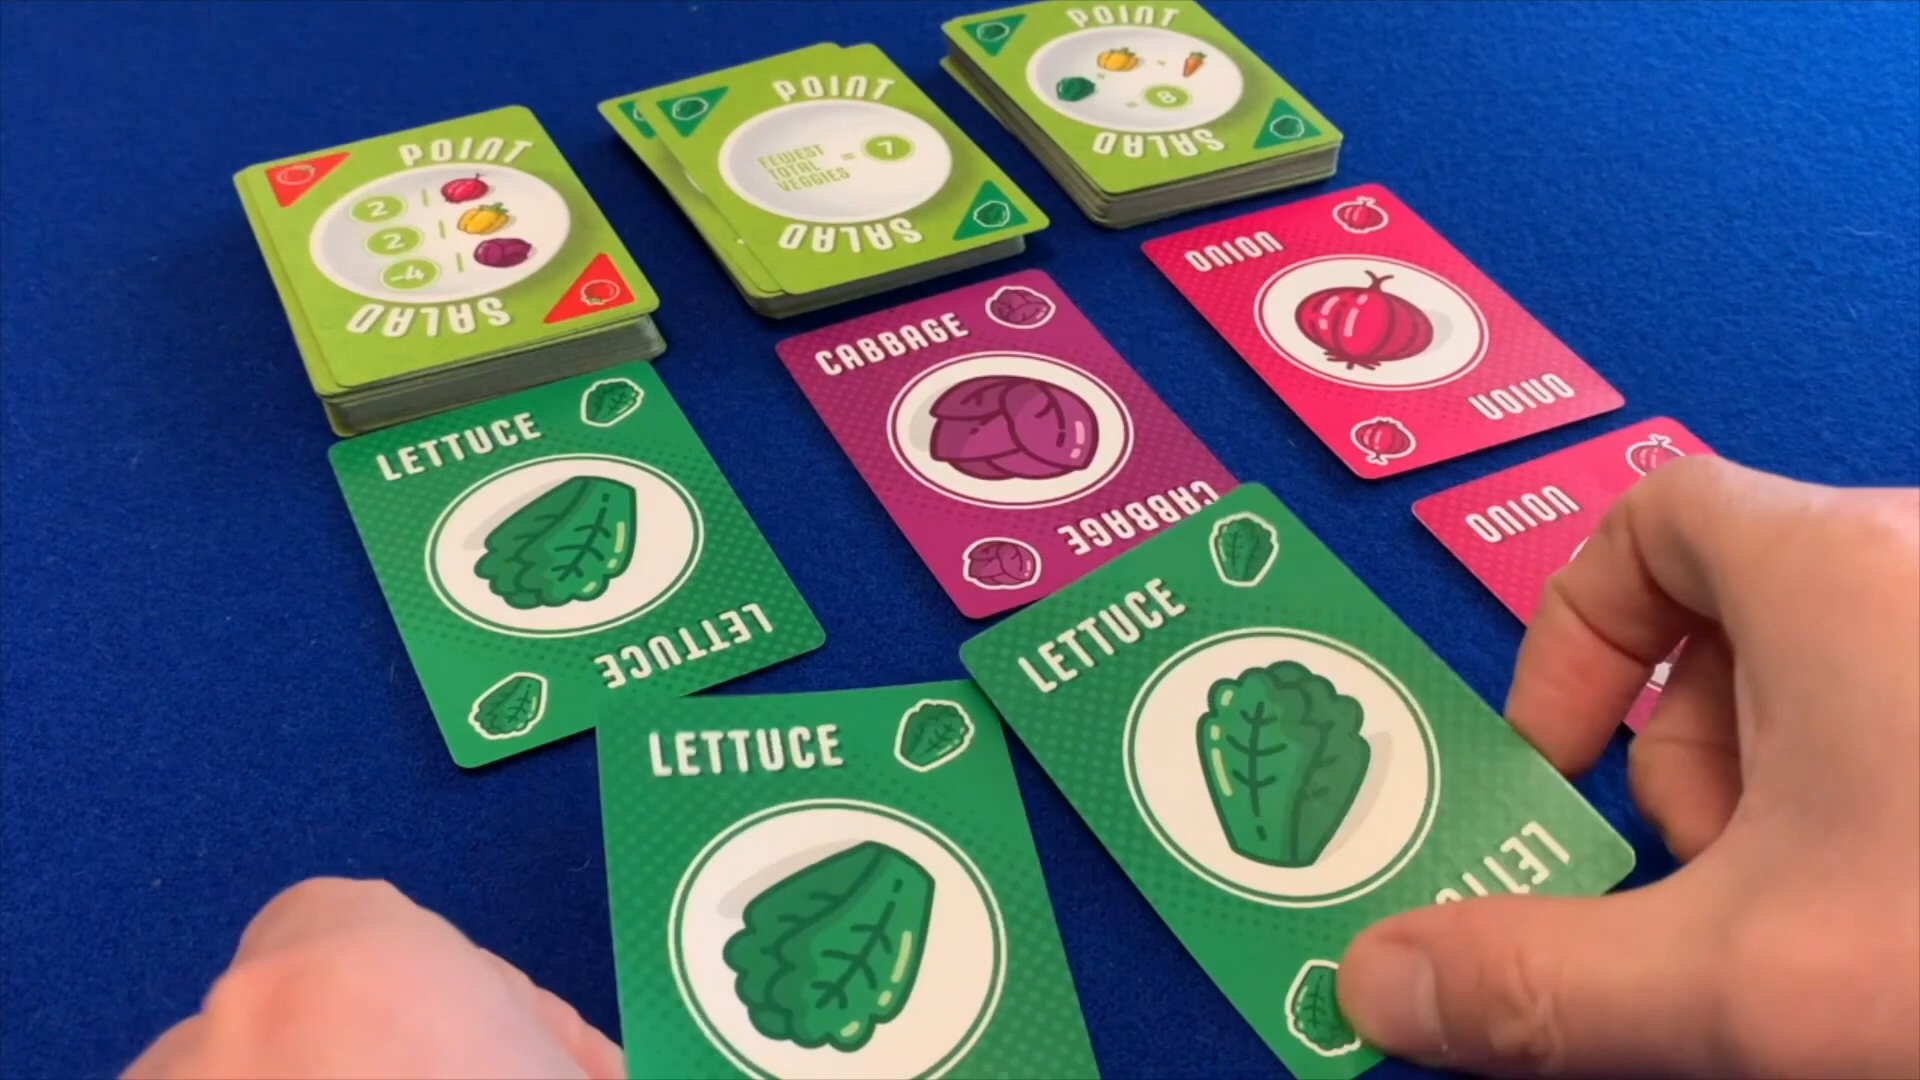 POINT
2 /
2 /
-4 /
SALAD
POINT
FEWEST
TOTAL
VEGGIES = 7
SALAD
POINT
= 8
SALAD
LETTUCE
LETTUCE
CABBAGE
CABBAGE
ONION
ONION
ONION
LETTUCE
LETTUCE